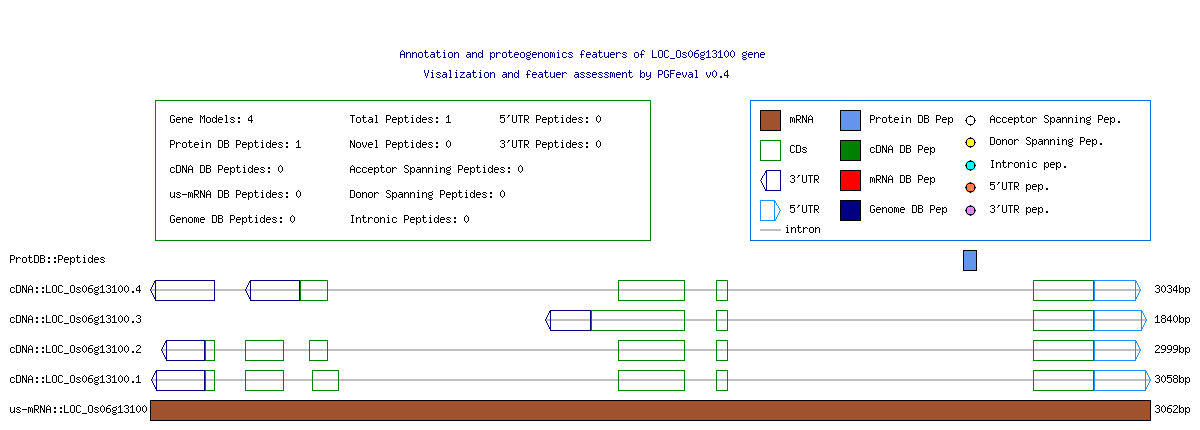 Annotation and proteogenomics featuers of LOC_Os06g13100 gene
Visalization and featuer assessment by PGFeval v0.4
Gene Models: 4 Total Peptides: 1 5'UTR Peptides: 0
Protein DB Peptides: 1 Novel Peptides: 0 3'UTR Peptides: 0
cDNA DB Peptides: 0 Acceptor Spanning Peptides: 0
us-mRNA DB Peptides: 0 Donor Spanning Peptides: 0
Genome DB Peptides: 0 Intronic Peptides: 0
mRNA Protein DB Pep Acceptor Spanning Pep.
CDs cDNA DB Pep Donor Spanning Pep.
3'UTR mRNA DB Pep Intronic pep.
5'UTR Genome DB Pep 5'UTR pep.
intron 3'UTR pep.
ProtDB::Peptides
cDNA::LOC_Os06g13100.4 3034bp
cDNA::LOC_Os06g13100.3 1840bp
cDNA::LOC_Os06g13100.2 2999bp
cDNA::LOC_Os06g13100.1 3058bp
us-mRNA::LOC_Os06g13100 3062bp